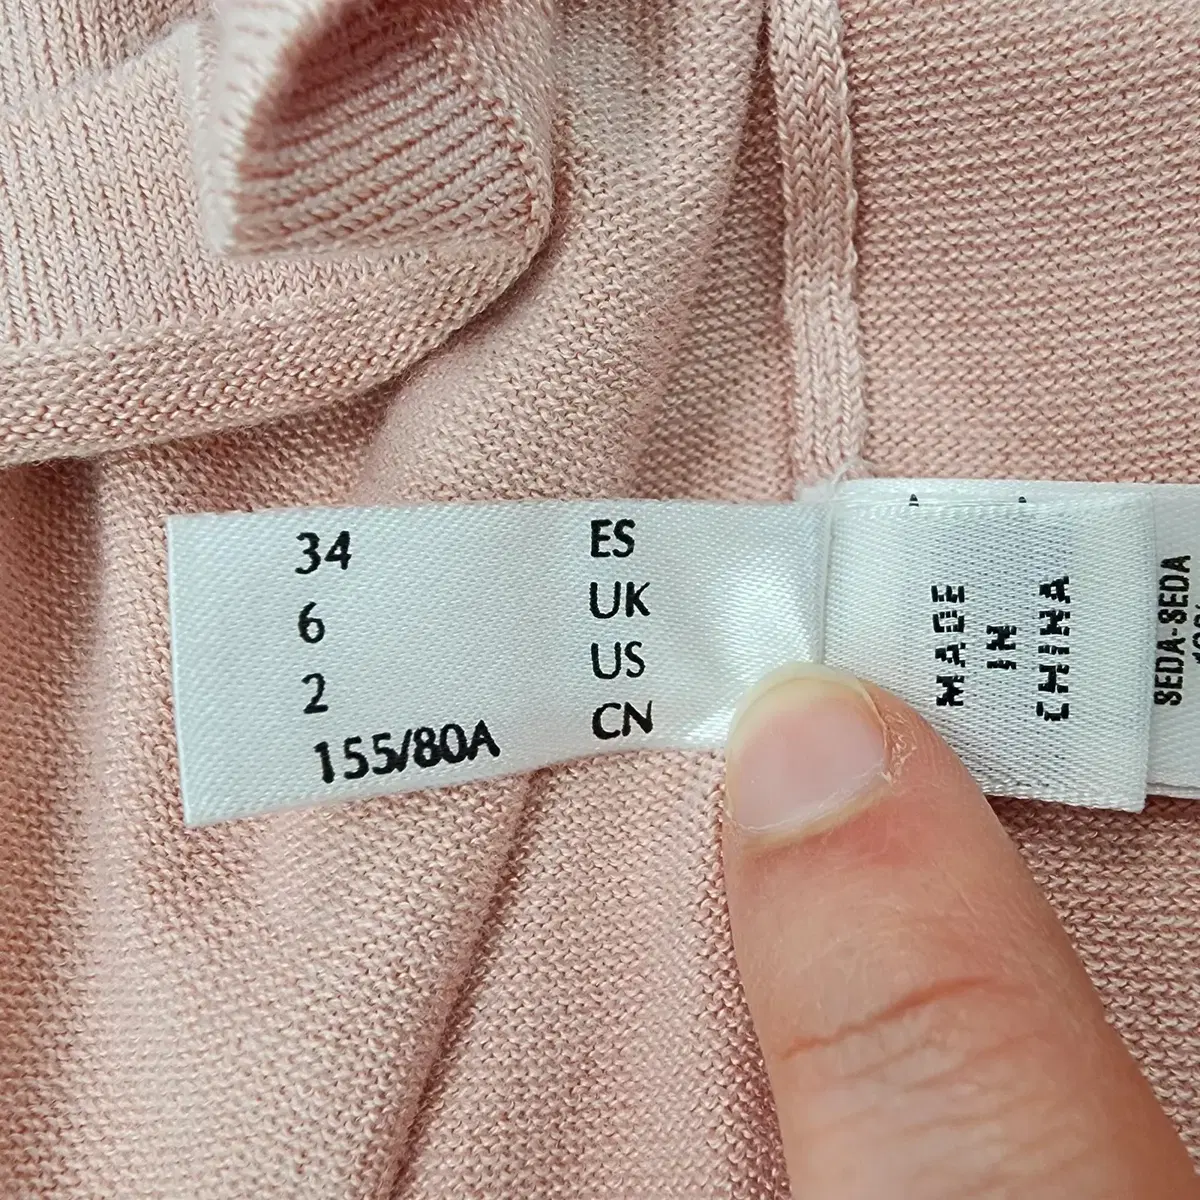 34 ES
6 UK
2 US
155/80A CN
MADE
IN
CHINA
SEDA-SEDA